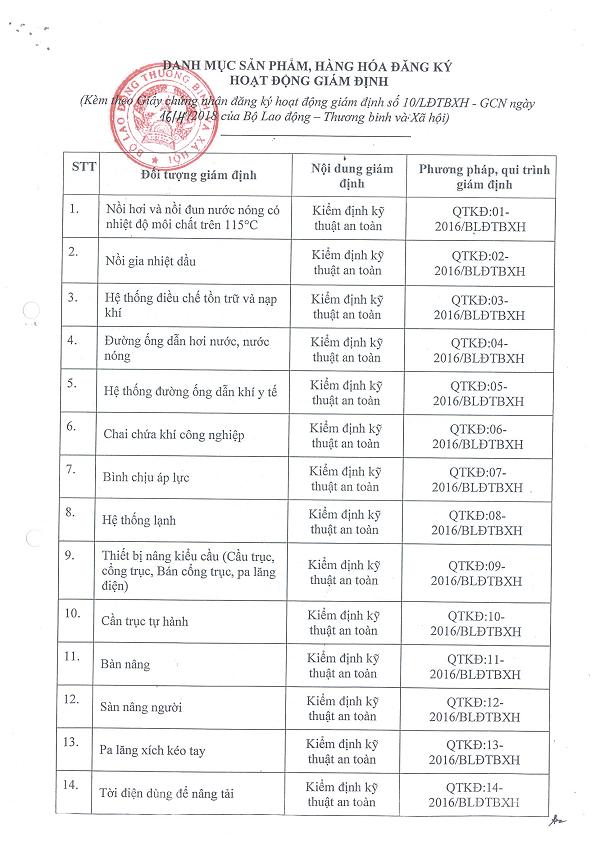 DANH MỤC SẢN PHẨM, HÀNG HÓA ĐĂNG KÝ
HOẠT ĐỘNG GIÁM ĐỊNH
(Kèm theo Giấy chứng nhận đăng ký hoạt động giám định số 10/LĐTBXH - GCN ngày
16/4/2018 của Bộ Lao động – Thương binh và Xã hội)
BỘ LAO ĐỘNG THƯƠNG BINH VÀ XÃ HỘI
STT
Đối tượng giám định
Nội dung giám
định
Phương pháp, qui trình
giám định
1.
Nồi hơi và nồi đun nước nóng có
nhiệt độ môi chất trên 115°C
Kiểm định kỹ
thuật an toàn
QTKĐ:01-
2016/BLĐTBXH
2.
Nồi gia nhiệt dầu
Kiểm định kỹ
thuật an toàn
QTKĐ:02-
2016/BLĐTBXH
3.
Hệ thống điều chế tồn trữ và nạp
khí
Kiểm định kỹ
thuật an toàn
QTKĐ:03-
2016/BLĐTBXH
4.
Đường ống dẫn hơi nước, nước
nóng
Kiểm định kỹ
thuật an toàn
QTKĐ:04-
2016/BLĐTBXH
5.
Hệ thống đường ống dẫn khí y tế
Kiểm định kỹ
thuật an toàn
QTKĐ:05-
2016/BLĐTBXH
6.
Chai chứa khí công nghiệp
Kiểm định kỹ
thuật an toàn
QTKĐ:06-
2016/BLĐTBXH
7.
Bình chịu áp lực
Kiểm định kỹ
thuật an toàn
QTKĐ:07-
2016/BLĐTBXH
8.
Hệ thống lạnh
Kiểm định kỹ
thuật an toàn
QTKĐ:08-
2016/BLĐTBXH
9.
Thiết bị nâng kiểu cầu (Cầu trục,
cổng trục, Bán cổng trục, pa lăng
điện)
Kiểm định kỹ
thuật an toàn
QTKĐ:09-
2016/BLĐTBXH
10.
Cần trục tự hành
Kiểm định kỹ
thuật an toàn
QTKĐ:10-
2016/BLĐTBXH
11.
Bàn nâng
Kiểm định kỹ
thuật an toàn
QTKĐ:11-
2016/BLĐTBXH
12.
Sàn nâng người
Kiểm định kỹ
thuật an toàn
QTKĐ:12-
2016/BLĐTBXH
13.
Pa lăng xích kéo tay
Kiểm định kỹ
thuật an toàn
QTKĐ:13-
2016/BLĐTBXH
14.
Tời điện dùng để nâng tải
Kiểm định kỹ
thuật an toàn
QTKĐ:14-
2016/BLĐTBXH